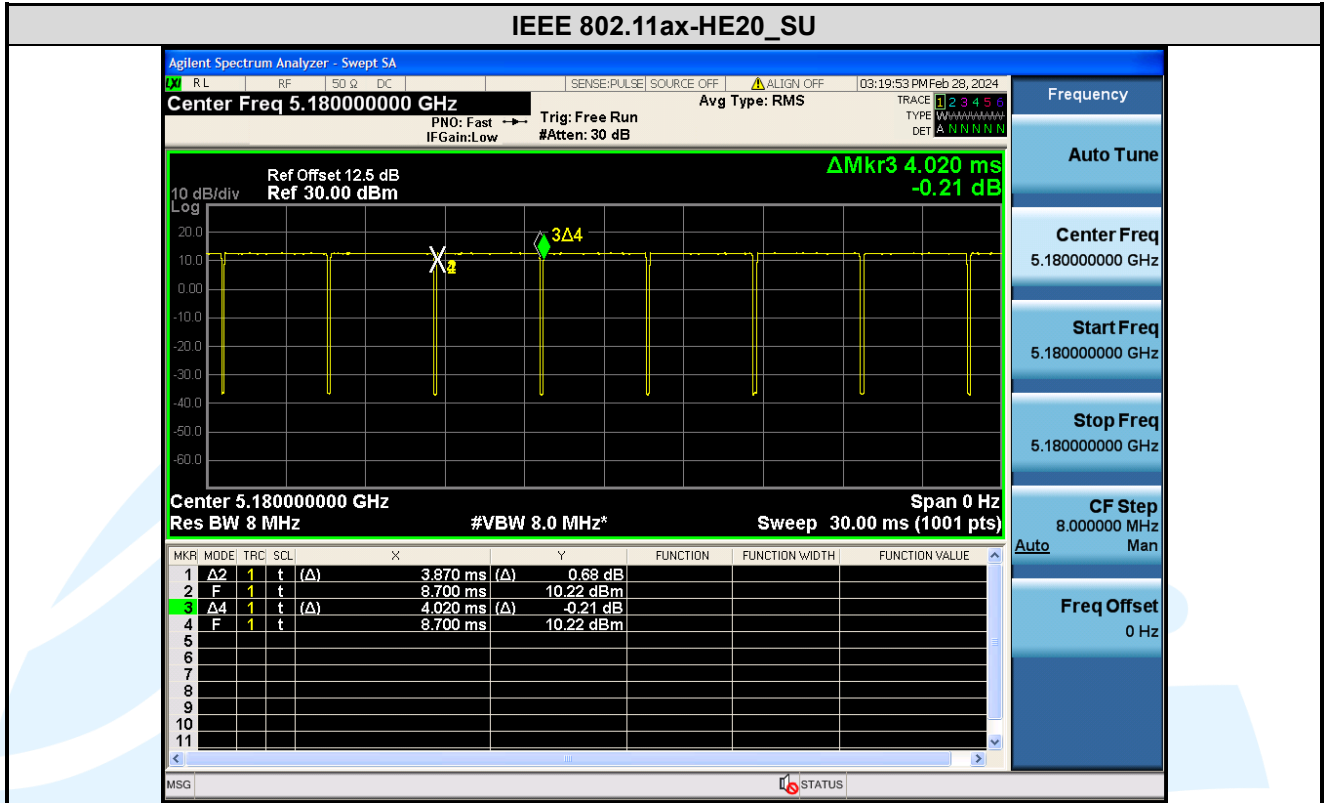 IEEE 802.11ax-HE20_SU
Agilent Spectrum Analyzer - Swept SA
LXI RL RF 50 Ω DC SENSE:PULSE SOURCE OFF ALIGN OFF 03:19:53 PM Feb 28, 2024
Center Freq 5.180000000 GHz Avg Type: RMS TRACE 1 2 3 4 5 6
PNO: Fast Trig: Free Run TYPE WWWWWW
IFGain:Low #Atten: 30 dB DET A N N N N N
ΔMkr3 4.020 ms
Ref Offset 12.5 dB
10 dB/div Ref 30.00 dBm -0.21 dB
Log
20.0
10.0
0.00
-10.0
-20.0
-30.0
-40.0
-50.0
-60.0
3Δ4
Center 5.180000000 GHz Span 0 Hz
Res BW 8 MHz #VBW 8.0 MHz* Sweep 30.00 ms (1001 pts)
MKR MODE TRC SCL X Y FUNCTION FUNCTION WIDTH FUNCTION VALUE
1 Δ2 1 t (Δ) 3.870 ms (Δ) 0.68 dB
2 F 1 t 8.700 ms 10.22 dBm
3 Δ4 1 t (Δ) 4.020 ms (Δ) -0.21 dB
4 F 1 t 8.700 ms 10.22 dBm
5
6
7
8
9
10
11
MSG STATUS
Frequency
Auto Tune
Center Freq
5.180000000 GHz
Start Freq
5.180000000 GHz
Stop Freq
5.180000000 GHz
CF Step
8.000000 MHz
Auto Man
Freq Offset
0 Hz